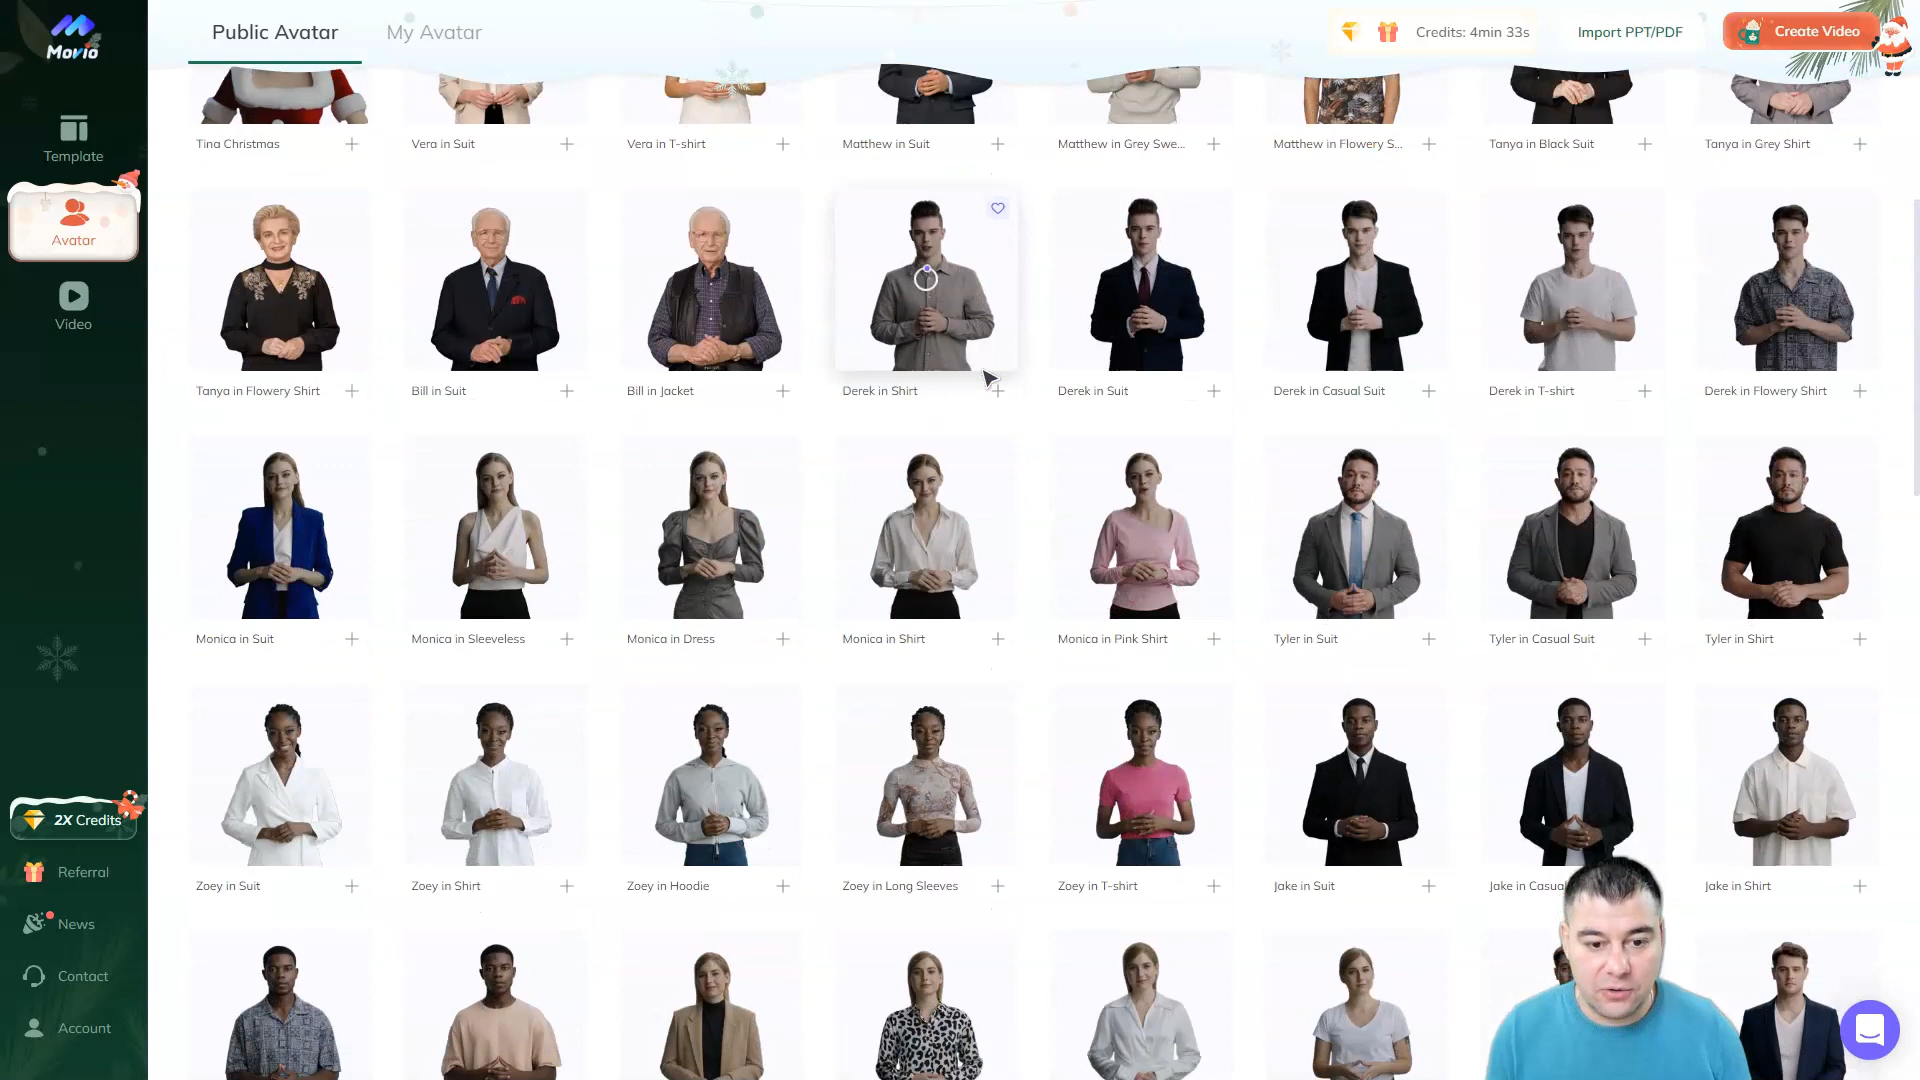 Movio
Public Avatar
My Avatar
Credits: 4min 33s
Import PPT/PDF
Create Video
Template
Avatar
Video
2X Credits
Referral
News
Contact
Account
Tina Christmas
Vera in Suit
Vera in T-shirt
Matthew in Suit
Matthew in Grey Swe...
Matthew in Flowery S...
Tanya in Black Suit
Tanya in Grey Shirt
Tanya in Flowery Shirt
Bill in Suit
Bill in Jacket
Derek in Shirt
Derek in Suit
Derek in Casual Suit
Derek in T-shirt
Derek in Flowery Shirt
Monica in Suit
Monica in Sleeveless
Monica in Dress
Monica in Shirt
Monica in Pink Shirt
Tyler in Suit
Tyler in Casual Suit
Tyler in Shirt
Zoey in Suit
Zoey in Shirt
Zoey in Hoodie
Zoey in Long Sleeves
Zoey in T-shirt
Jake in Suit
Jake in Casual
Jake in Shirt